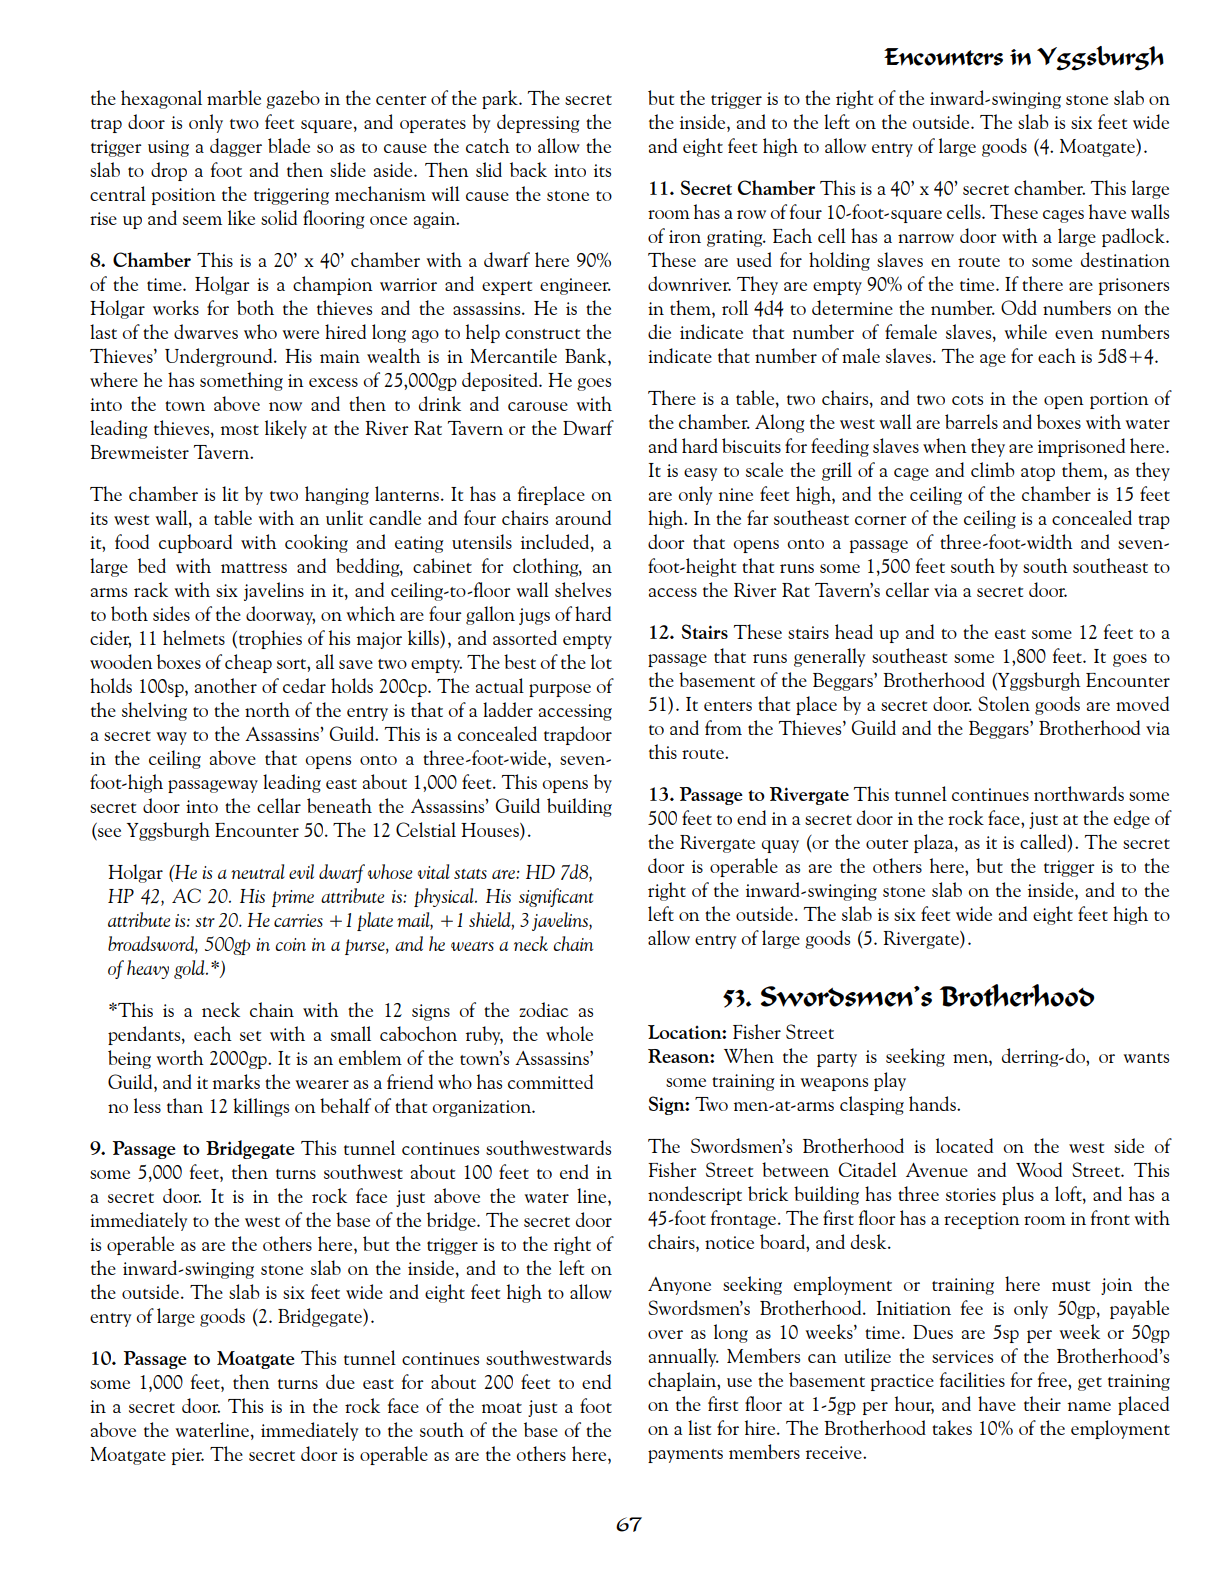 Encounters in Yggsburgh
the hexagonal marble gazebo in the center of the park. The secret
trap door is only two feet square, and operates by depressing the
trigger using a dagger blade so as to cause the catch to allow the
slab to drop a foot and then slide aside. Then slid back into its
central position the triggering mechanism will cause the stone to
rise up and seem like solid flooring once again.
8. Chamber This is a 20' x 40' chamber with a dwarf here 90%
of the time. Holgar is a champion warrior and expert engineer.
Holgar works for both the thieves and the assassins. He is the
last of the dwarves who were hired long ago to help construct the
Thieves' Underground. His main wealth is in Mercantile Bank,
where he has something in excess of 25,000gp deposited. He goes
into the town above now and then to drink and carouse with
leading thieves, most likely at the River Rat Tavern or the Dwarf
Brewmeister Tavern.
The chamber is lit by two hanging lanterns. It has a fireplace on
its west wall, a table with an unlit candle and four chairs around
it, food cupboard with cooking and eating utensils included, a
large bed with mattress and bedding, cabinet for clothing, an
arms rack with six javelins in it, and ceiling-to-floor wall shelves
to both sides of the doorway, on which are four gallon jugs of hard
cider, 11 helmets (trophies of his major kills), and assorted empty
wooden boxes of cheap sort, all save two empty. The best of the lot
holds 100sp, another of cedar holds 200cp. The actual purpose of
the shelving to the north of the entry is that of a ladder accessing
a secret way to the Assassins' Guild. This is a concealed trapdoor
in the ceiling above that opens onto a three-foot-wide, seven-
foot-high passageway leading east about 1,000 feet. This opens by
secret door into the cellar beneath the Assassins' Guild building
(see Yggsburgh Encounter 50. The 12 Celstial Houses).
Holgar (He is a neutral evil dwarf whose vital stats are: HD 7d8,
HP 42, AC 20. His prime attribute is: physical. His significant
attribute is: str 20. He carries +1 plate mail, +1 shield, 3 javelins,
broadsword, 500gp in coin in a purse, and he wears a neck chain
of heavy gold.*)
*This is a neck chain with the 12 signs of the zodiac as
pendants, each set with a small cabochon ruby, the whole
being worth 2000gp. It is an emblem of the town's Assassins'
Guild, and it marks the wearer as a friend who has committed
no less than 12 killings on behalf of that organization.
9. Passage to Bridgegate This tunnel continues southwestwards
some 5,000 feet, then turns southwest about 100 feet to end in
a secret door. It is in the rock face just above the water line,
immediately to the west of the base of the bridge. The secret door
is operable as are the others here, but the trigger is to the right of
the inward-swinging stone slab on the inside, and to the left on
the outside. The slab is six feet wide and eight feet high to allow
entry of large goods (2. Bridgegate).
10. Passage to Moatgate This tunnel continues southwestwards
some 1,000 feet, then turns due east for about 200 feet to end
in a secret door. This is in the rock face of the moat just a foot
above the waterline, immediately to the south of the base of the
Moatgate pier. The secret door is operable as are the others here,
but the trigger is to the right of the inward-swinging stone slab on
the inside, and to the left on the outside. The slab is six feet wide
and eight feet high to allow entry of large goods (4. Moatgate).
11. Secret Chamber This is a 40' x 40' secret chamber. This large
room has a row of four 10-foot-square cells. These cages have walls
of iron grating. Each cell has a narrow door with a large padlock.
These are used for holding slaves en route to some destination
downriver. They are empty 90% of the time. If there are prisoners
in them, roll 4d4 to determine the number. Odd numbers on the
die indicate that number of female slaves, while even numbers
indicate that number of male slaves. The age for each is 5d8+4.
There is a table, two chairs, and two cots in the open portion of
the chamber. Along the west wall are barrels and boxes with water
and hard biscuits for feeding slaves when they are imprisoned here.
It is easy to scale the grill of a cage and climb atop them, as they
are only nine feet high, and the ceiling of the chamber is 15 feet
high. In the far southeast corner of the ceiling is a concealed trap
door that opens onto a passage of three-foot-width and seven-
foot-height that runs some 1,500 feet south by south southeast to
access the River Rat Tavern's cellar via a secret door.
12. Stairs These stairs head up and to the east some 12 feet to a
passage that runs generally southeast some 1,800 feet. It goes to
the basement of the Beggars' Brotherhood (Yggsburgh Encounter
51). It enters that place by a secret door. Stolen goods are moved
to and from the Thieves' Guild and the Beggars' Brotherhood via
this route.
13. Passage to Rivergate This tunnel continues northwards some
500 feet to end in a secret door in the rock face, just at the edge of
the Rivergate quay (or the outer plaza, as it is called). The secret
door is operable as are the others here, but the trigger is to the
right of the inward-swinging stone slab on the inside, and to the
left on the outside. The slab is six feet wide and eight feet high to
allow entry of large goods (5. Rivergate).
53. Swordsmen's Brotherhood
Location: Fisher Street
Reason: When the party is seeking men, derring-do, or wants
some training in weapons play
Sign: Two men-at-arms clasping hands.
The Swordsmen's Brotherhood is located on the west side of
Fisher Street between Citadel Avenue and Wood Street. This
nondescript brick building has three stories plus a loft, and has a
45-foot frontage. The first floor has a reception room in front with
chairs, notice board, and desk.
Anyone seeking employment or training here must join the
Swordsmen's Brotherhood. Initiation fee is only 50gp, payable
over as long as 10 weeks' time. Dues are 5sp per week or 50gp
annually. Members can utilize the services of the Brotherhood's
chaplain, use the basement practice facilities for free, get training
on the first floor at 1-5gp per hour, and have their name placed
on a list for hire. The Brotherhood takes 10% of the employment
payments members receive.
67